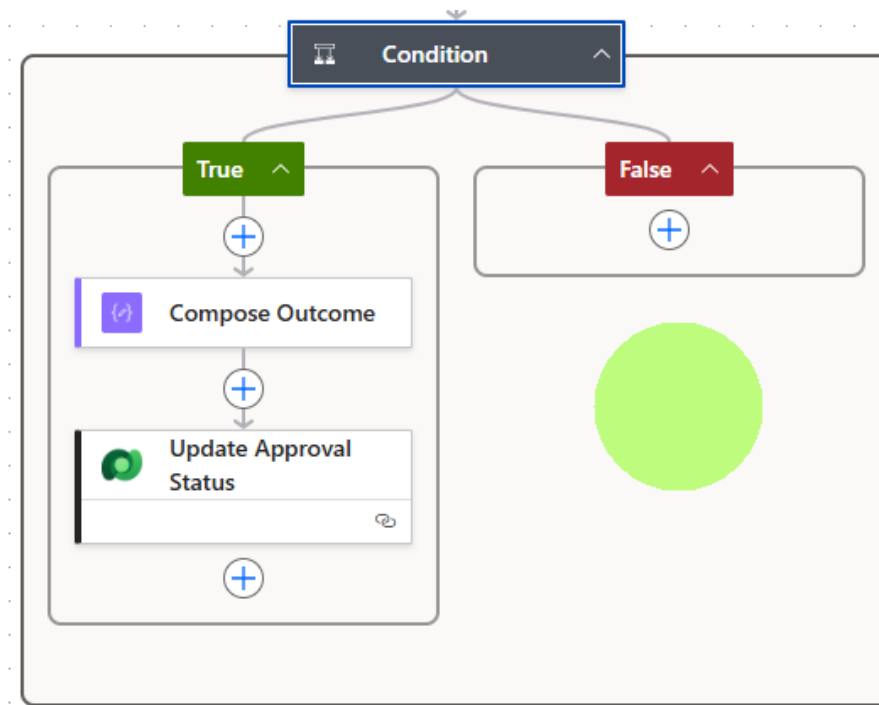 Condition
True
False
Compose Outcome
Update Approval
Status